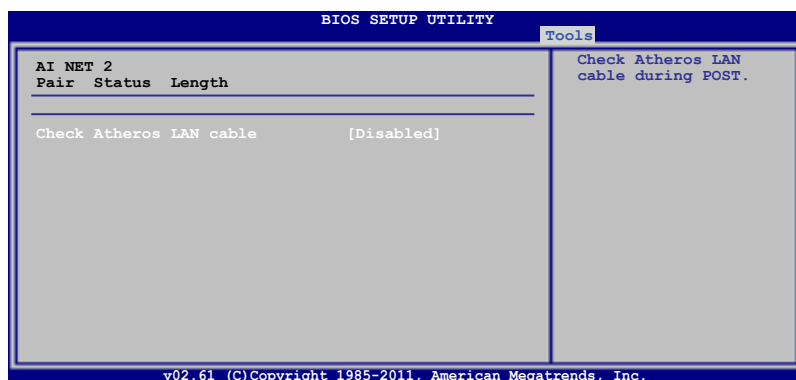 BIOS SETUP UTILITY
Tools
AI NET 2
Pair Status Length
Check Atheros LAN cable [Disabled]
Check Atheros LAN
cable during POST.
v02.61 (C)Copyright 1985-2011, American Megatrends, Inc.